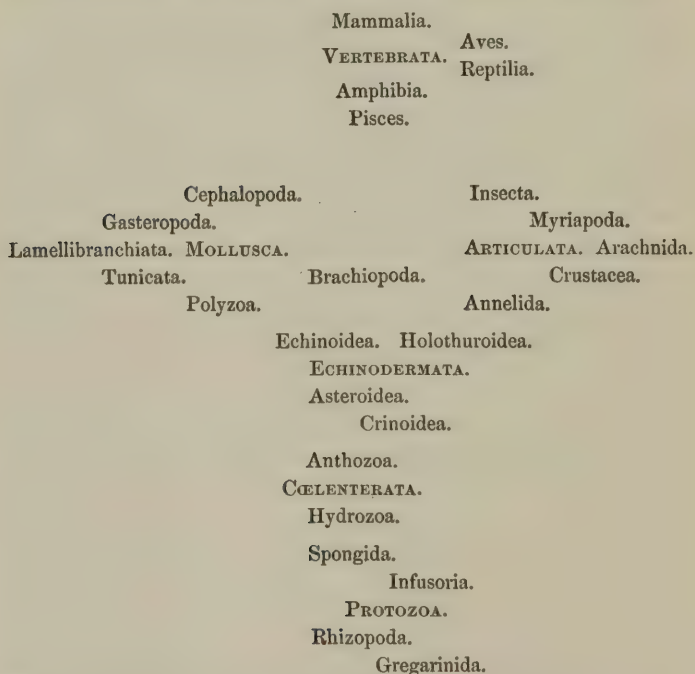 Mammalia.
VERTEBRATA. Aves.
Reptilia.
Amphibia.
Pisces.
Cephalopoda. Insecta.
Gasteropoda. Myriapoda.
Lamellibranchiata. MOLLUSCA. ARTICULATA. Arachnida.
Tunicata. Brachiopoda. Crustacea.
Polyzoa. Annelida.
Echinoidea. Holothuroidea.
ECHINODERMATA.
Asteroidea.
Crinoidea.
Anthozoa.
CŒLENTERATA.
Hydrozoa.
Spongida.
Infusoria.
PROTOZOA.
Rhizopoda.
Gregarinida.